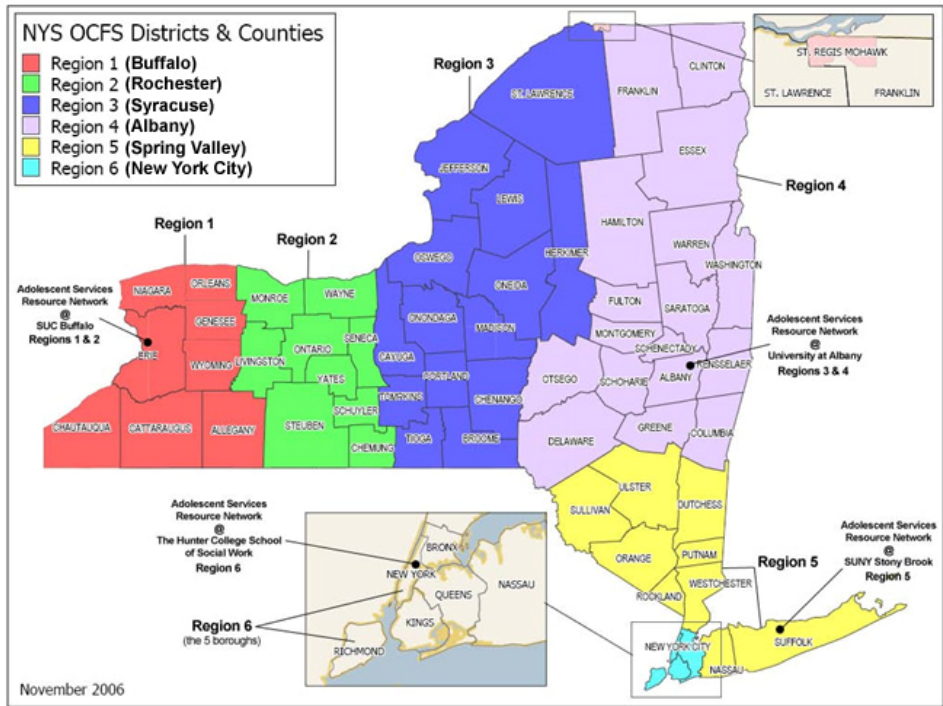 NYS OCFS Districts & Counties
Region 1 (Buffalo)
Region 2 (Rochester)
Region 3 (Syracuse)
Region 4 (Albany)
Region 5 (Spring Valley)
Region 6 (New York City)
Region 3
ST. REGIS MOHAWK
ST. LAWRENCE
FRANKLIN
ST. LAWRENCE
FRANKLIN
CLINTON
ESSEX
Region 4
JEFFERSON
LEWIS
HAMILTON
HERKIMER
WARREN
WASHINGTON
Region 1
Region 2
OSWEGO
ONEIDA
FULTON
SARATOGA
MONTGOMERY
SCHENECTADY
NIAGARA
ORLEANS
MONROE
WAYNE
GENESEE
ONONDAGA
MADISON
SENECA
ONTARIO
CAYUGA
LIVINGSTON
WYOMING
ERIE
YATES
Adolescent Services
Resource Network
@
SUC Buffalo
Regions 1 & 2
Adolescent Services
Resource Network
@
University at Albany
Regions 3 & 4
OTSEGO
SCHOHARIE
ALBANY
RENSSELAER
CORTLAND
TOMPKINS
CHENANGO
SCHUYLER
STEUBEN
CHEMUNG
TIOGA
BROOME
CHAUTAUQUA
CATTARAUGUS
ALLEGANY
DELAWARE
GREENE
COLUMBIA
ULSTER
SULLIVAN
DUTCHESS
ORANGE
PUTNAM
WESTCHESTER
ROCKLAND
Region 5
Adolescent Services
Resource Network
@
SUNY Stony Brook
Region 5
Adolescent Services
Resource Network
@
The Hunter College School
of Social Work
Region 6
BRONX
NEW YORK
NASSAU
QUEENS
KINGS
RICHMOND
Region 6
(the 5 boroughs)
NEW YORK CITY
NASSAU
SUFFOLK
November 2006